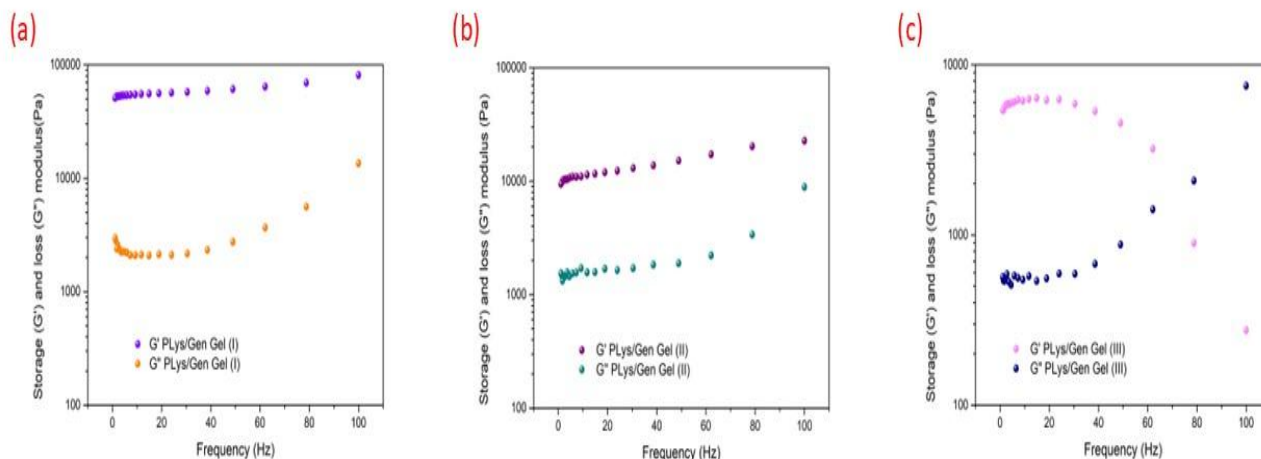 (a)
Storage (G') and loss (G") modulus(Pa)
100000
10000
1000
100
G' PLys/Gen Gel (I)
G" PLys/Gen Gel (I)
0 20 40 60 80 100
Frequency (Hz)
(b)
Storage (G') and loss (G") modulus (Pa)
100000
10000
1000
100
G' PLys/Gen Gel (II)
G" PLys/Gen Gel (II)
0 20 40 60 80 100
Frequency (Hz)
(c)
Storage (G') and loss (G") modulus (Pa)
10000
1000
100
G' PLys/Gen Gel (III)
G" PLys/Gen Gel (III)
0 20 40 60 80 100
Frequency (Hz)